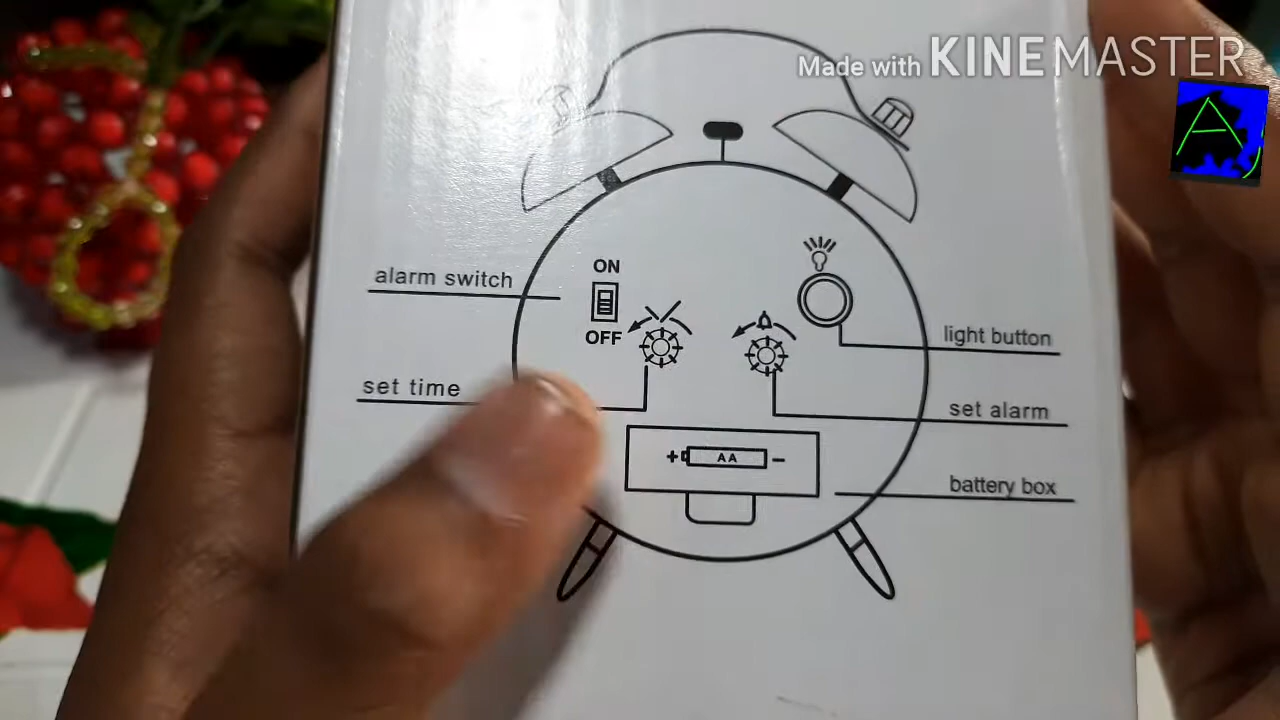 Made with KINEMASTER
A
ON
alarm switch
OFF
light button
set time
set alarm
+ AA −
battery box